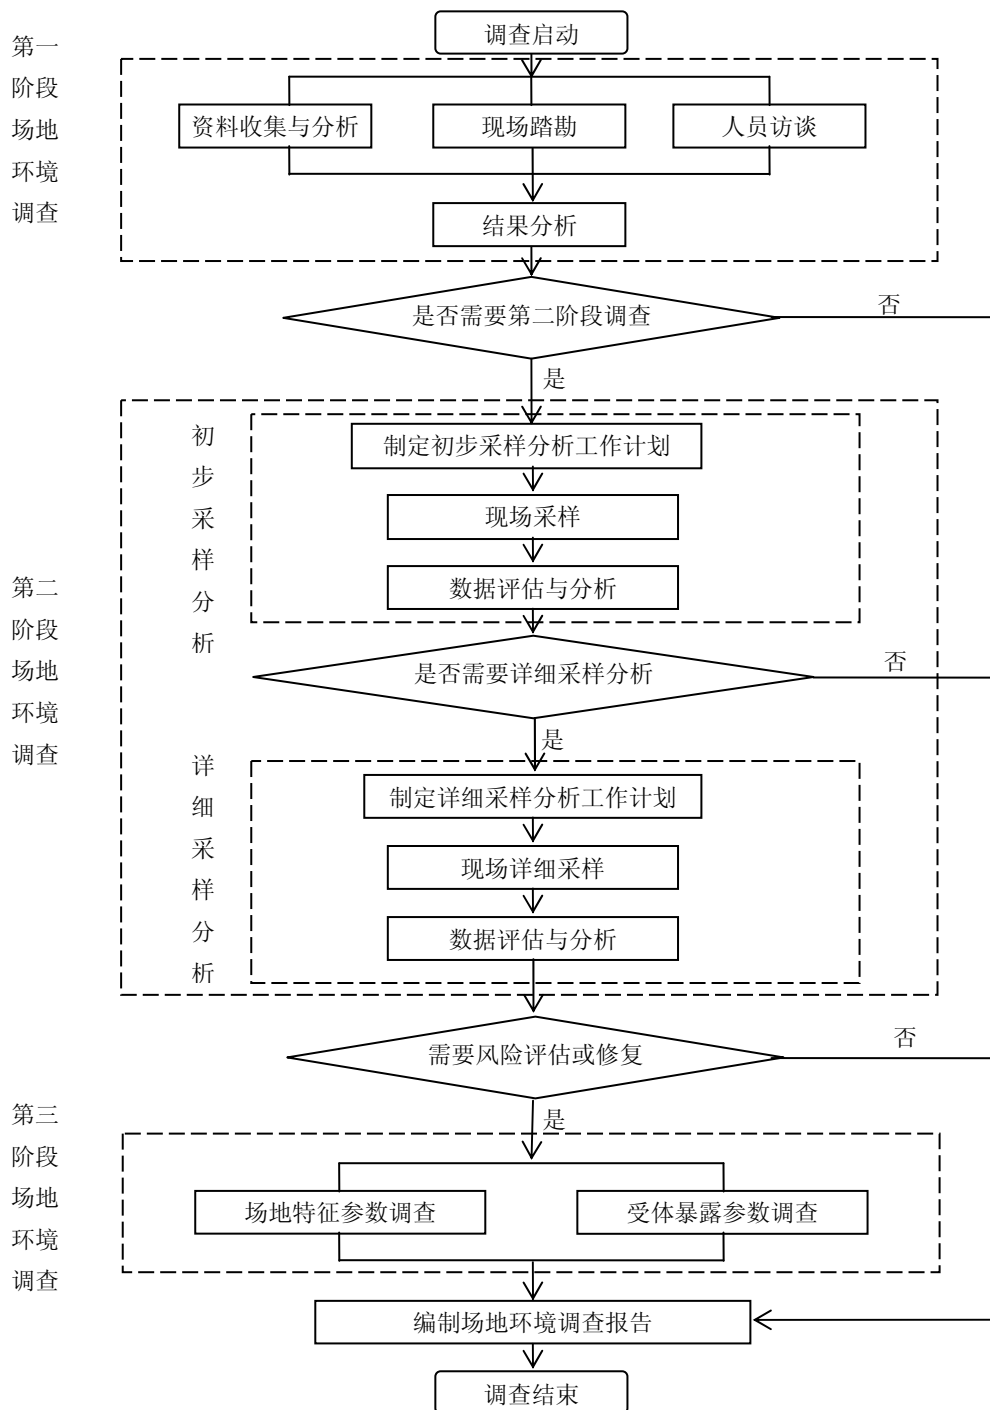 调查启动
第一
阶段
场地
环境
调查
资料收集与分析
现场踏勘
人员访谈
结果分析
是否需要第二阶段调查
否
是
第二
阶段
场地
环境
调查
初
步
采
样
分
析
制定初步采样分析工作计划
现场采样
数据评估与分析
是否需要详细采样分析
否
是
详
细
采
样
分
析
制定详细采样分析工作计划
现场详细采样
数据评估与分析
需要风险评估或修复
否
是
第三
阶段
场地
环境
调查
场地特征参数调查
受体暴露参数调查
编制场地环境调查报告
调查结束